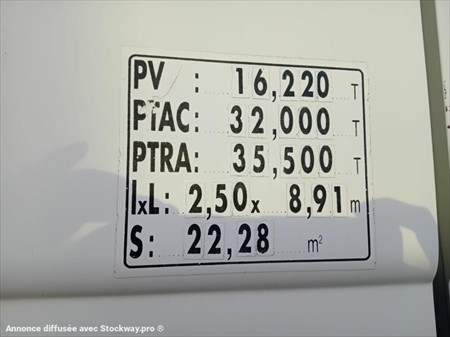 PV : 16,220 T
PTAC: 32,000 T
PTRA: 35,500 T
lxL: 2,50 x 8,91 m
S: 22,28 m²
Annonce diffusée avec Stockway.pro ®